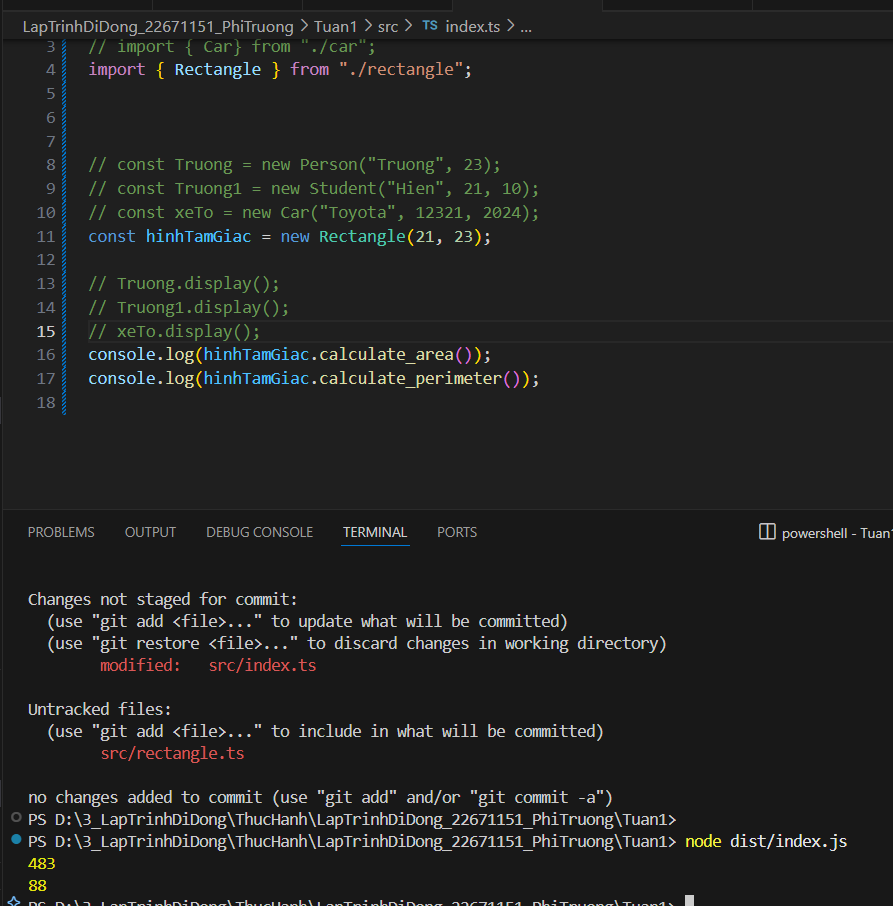 LapTrinhDiDong_22671151_PhiTruong > Tuan1 > src > TS index.ts > ...
3 // import { Car} from "./car";
4 import { Rectangle } from "./rectangle";
5
6
7
8 // const Truong = new Person("Truong", 23);
9 // const Truong1 = new Student("Hien", 21, 10);
10 // const xeTo = new Car("Toyota", 12321, 2024);
11 const hinhTamGiac = new Rectangle(21, 23);
12
13 // Truong.display();
14 // Truong1.display();
15 // xeTo.display();
16 console.log(hinhTamGiac.calculate_area());
17 console.log(hinhTamGiac.calculate_perimeter());
18
PROBLEMS OUTPUT DEBUG CONSOLE TERMINAL PORTS powershell - Tuan1
Changes not staged for commit:
(use "git add <file>..." to update what will be committed)
(use "git restore <file>..." to discard changes in working directory)
modified: src/index.ts
Untracked files:
(use "git add <file>..." to include in what will be committed)
src/rectangle.ts
no changes added to commit (use "git add" and/or "git commit -a")
PS D:\3_LapTrinhDiDong\ThucHanh\LapTrinhDiDong_22671151_PhiTruong\Tuan1>
PS D:\3_LapTrinhDiDong\ThucHanh\LapTrinhDiDong_22671151_PhiTruong\Tuan1> node dist/index.js
483
88
PS D:\3_LapTrinhDiDong\ThucHanh\LapTrinhDiDong_22671151_PhiTruong\Tuan1>